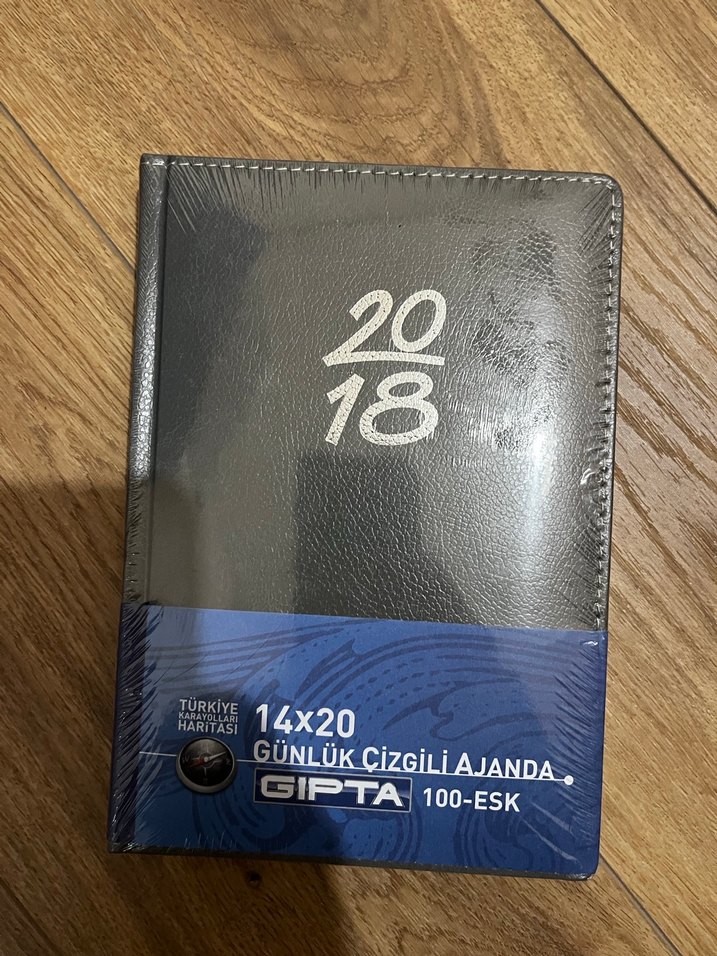 20
18
TÜRKİYE
KARAYOLLARI
HARİTASI
14x20
GÜNLÜK ÇİZGİLİ AJANDA
GIPTA 100-ESK